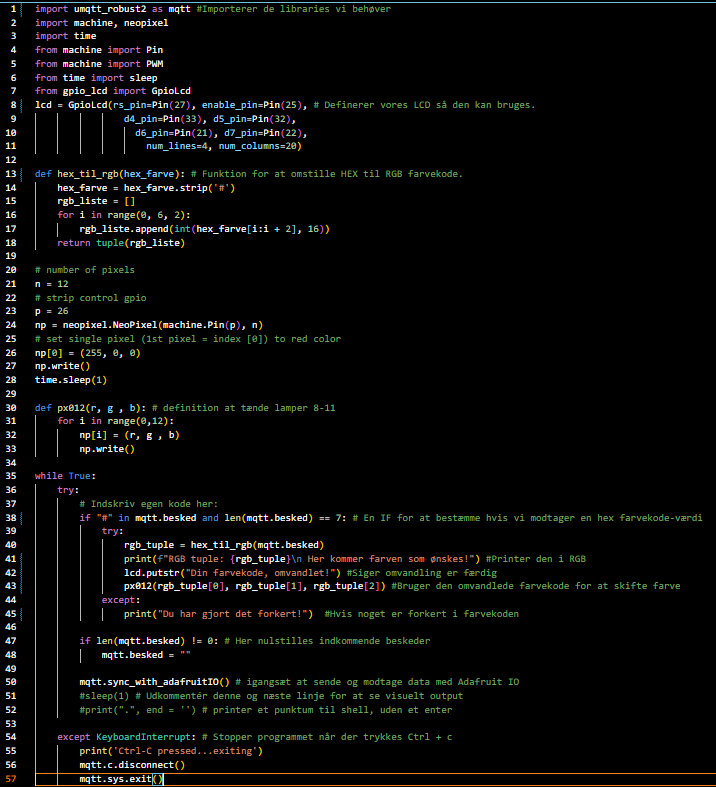 1 import umqtt_robust2 as mqtt #Importerer de libraries vi behøver
2 import machine, neopixel
3 import time
4 from machine import Pin
5 from machine import PWM
6 from time import sleep
7 from gpio_lcd import GpioLcd
8 lcd = GpioLcd(rs_pin=Pin(27), enable_pin=Pin(25), # Definerer vores LCD så den kan bruges.
9 d4_pin=Pin(33), d5_pin=Pin(32),
10 d6_pin=Pin(21), d7_pin=Pin(22),
11 num_lines=4, num_columns=20)
12
13 def hex_til_rgb(hex_farve): # Funktion for at omstille HEX til RGB farvekode.
14 hex_farve = hex_farve.strip('#')
15 rgb_liste = []
16 for i in range(0, 6, 2):
17 rgb_liste.append(int(hex_farve[i:i + 2], 16))
18 return tuple(rgb_liste)
19
20 # number of pixels
21 n = 12
22 # strip control gpio
23 p = 26
24 np = neopixel.NeoPixel(machine.Pin(p), n)
25 # set single pixel (1st pixel = index [0]) to red color
26 np[0] = (255, 0, 0)
27 np.write()
28 time.sleep(1)
29
30 def px012(r, g , b): # definition at tænde lamper 8-11
31 for i in range(0,12):
32 np[i] = (r, g , b)
33 np.write()
34
35 while True:
36 try:
37 # Indskriv egen kode her:
38 if "#" in mqtt.besked and len(mqtt.besked) == 7: # En IF for at bestemme hvis vi modtager en hex farvekode-værdi
39 try:
40 rgb_tuple = hex_til_rgb(mqtt.besked)
41 print(f"RGB tuple: {rgb_tuple}\n Her kommer farven som ønskes!") #Printer den i RGB
42 lcd.putstr("Din farvekode, omvandlet!") #Siger omvandling er færdig
43 px012(rgb_tuple[0], rgb_tuple[1], rgb_tuple[2]) #Bruger den omvandlede farvekode for at skifte farve
44 except:
45 print("Du har gjort det forkert!") #Hvis noget er forkert i farvekoden
46
47 if len(mqtt.besked) != 0: # Her nulstilles indkommende beskeder
48 mqtt.besked = ""
49
50 mqtt.sync_with_adafruitIO() # igangsæt at sende og modtage data med Adafruit IO
51 #sleep(1) # Udkommentér denne og næste linje for at se visuelt output
52 #print(".", end = '') # printer et punktum til shell, uden et enter
53
54 except KeyboardInterrupt: # Stopper programmet når der trykkes Ctrl + c
55 print('Ctrl-C pressed...exiting')
56 mqtt.c.disconnect()
57 mqtt.sys.exit()